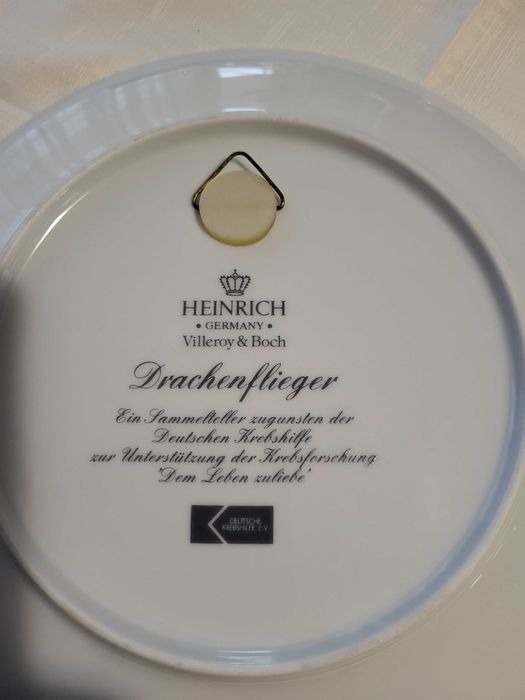 HEINRICH
• GERMANY •
Villeroy & Boch
Drachenflieger
Ein Sammelteller zugunsten der
Deutschen Krebshilfe
zur Unterstützung der Krebsforschung
'Dem Leben zuliebe'
DEUTSCHE
KREBSHILFE E.V.